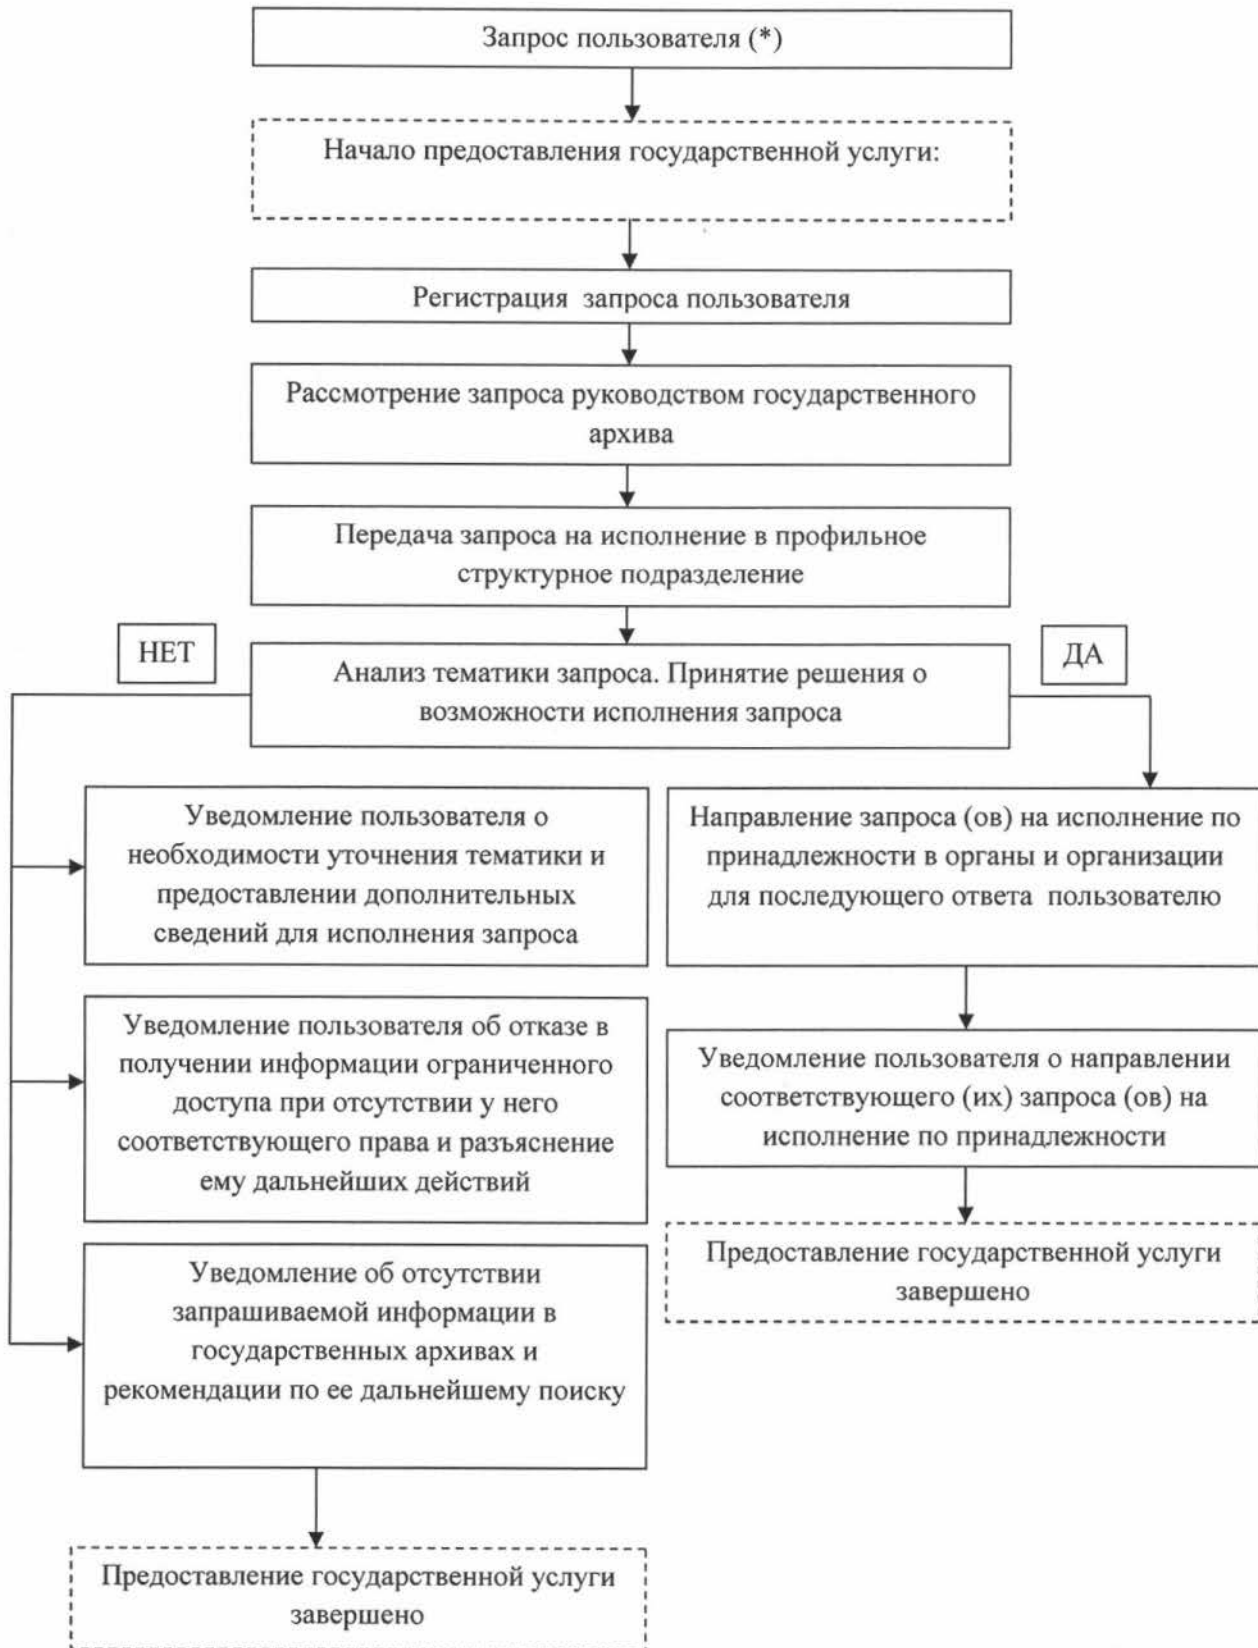 Запрос пользователя (*)
Начало предоставления государственной услуги:
Регистрация запроса пользователя
Рассмотрение запроса руководством государственного
архива
Передача запроса на исполнение в профильное
структурное подразделение
НЕТ
ДА
Анализ тематики запроса. Принятие решения о
возможности исполнения запроса
Уведомление пользователя о
необходимости уточнения тематики и
предоставлении дополнительных
сведений для исполнения запроса
Направление запроса (ов) на исполнение по
принадлежности в органы и организации
для последующего ответа пользователю
Уведомление пользователя об отказе в
получении информации ограниченного
доступа при отсутствии у него
соответствующего права и разъяснение
ему дальнейших действий
Уведомление пользователя о направлении
соответствующего (их) запроса (ов) на
исполнение по принадлежности
Уведомление об отсутствии
запрашиваемой информации в
государственных архивах и
рекомендации по ее дальнейшему поиску
Предоставление государственной услуги
завершено
Предоставление государственной услуги
завершено